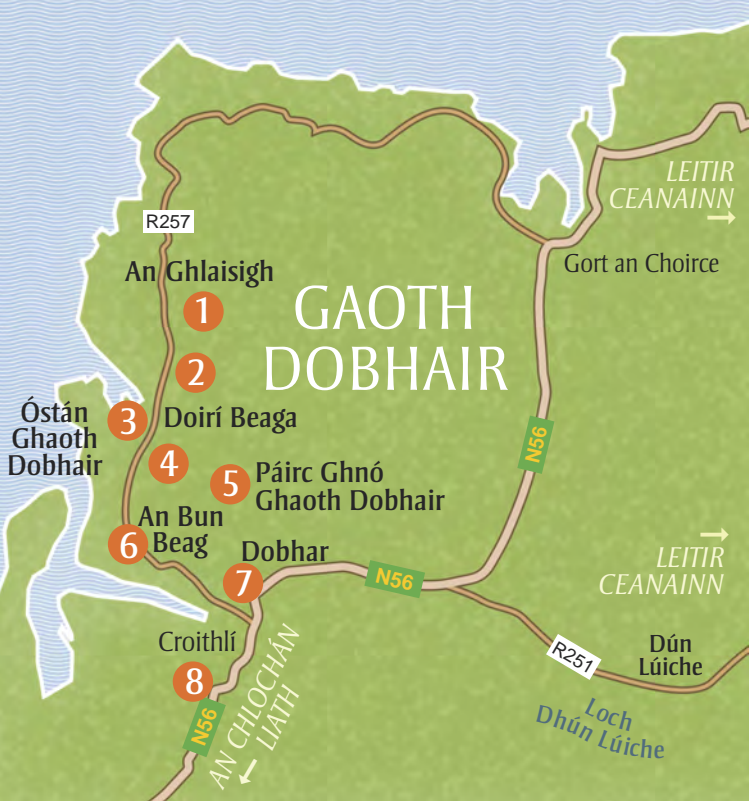 LEITIR
CEANAINN
R257
Gort an Choirce
An Ghlaisigh
1
GAOTH
DOBHAIR
2
Óstán
Ghaoth
Dobhair
3
Doirí Beaga
N56
4
5
Páirc Ghnó
Ghaoth Dobhair
An Bun
Beag
6
Dobhar
7
N56
LEITIR
CEANAINN
Croithlí
8
N56
AN CHLOCHÁN
LIATH
R251
Dún
Lúiche
Loch
Dhún Lúiche